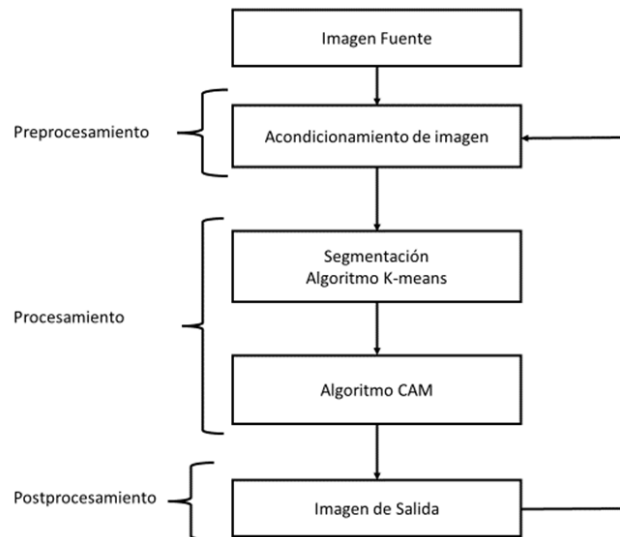 Imagen Fuente
Preprocesamiento
Acondicionamiento de imagen
Segmentación
Algoritmo K-means
Procesamiento
Algoritmo CAM
Postprocesamiento
Imagen de Salida